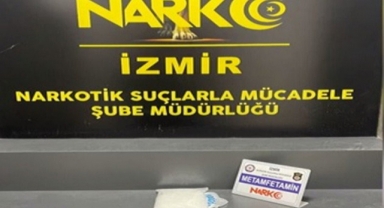 NARKO
İZMİR
NARKOTİK SUÇLARLA MÜCADELE
ŞUBE MÜDÜRLÜĞÜ
METAMFETAMİN
NARKO